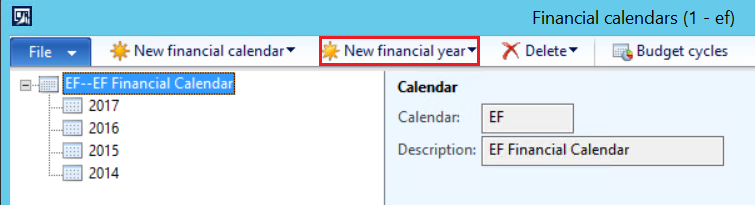 Financial calendars (1 - ef)
File New financial calendar New financial year Delete Budget cycles
EF--EF Financial Calendar
2017
2016
2015
2014
Calendar
Calendar: EF
Description: EF Financial Calendar